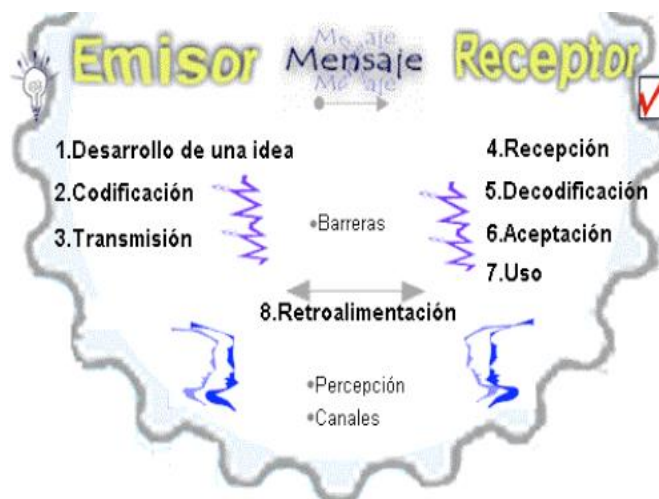 Emisor Mensaje Receptor
1.Desarrollo de una idea
2.Codificación
3.Transmisión
4.Recepción
5.Decodificación
6.Aceptación
7.Uso
•Barreras
8.Retroalimentación
•Percepción
•Canales